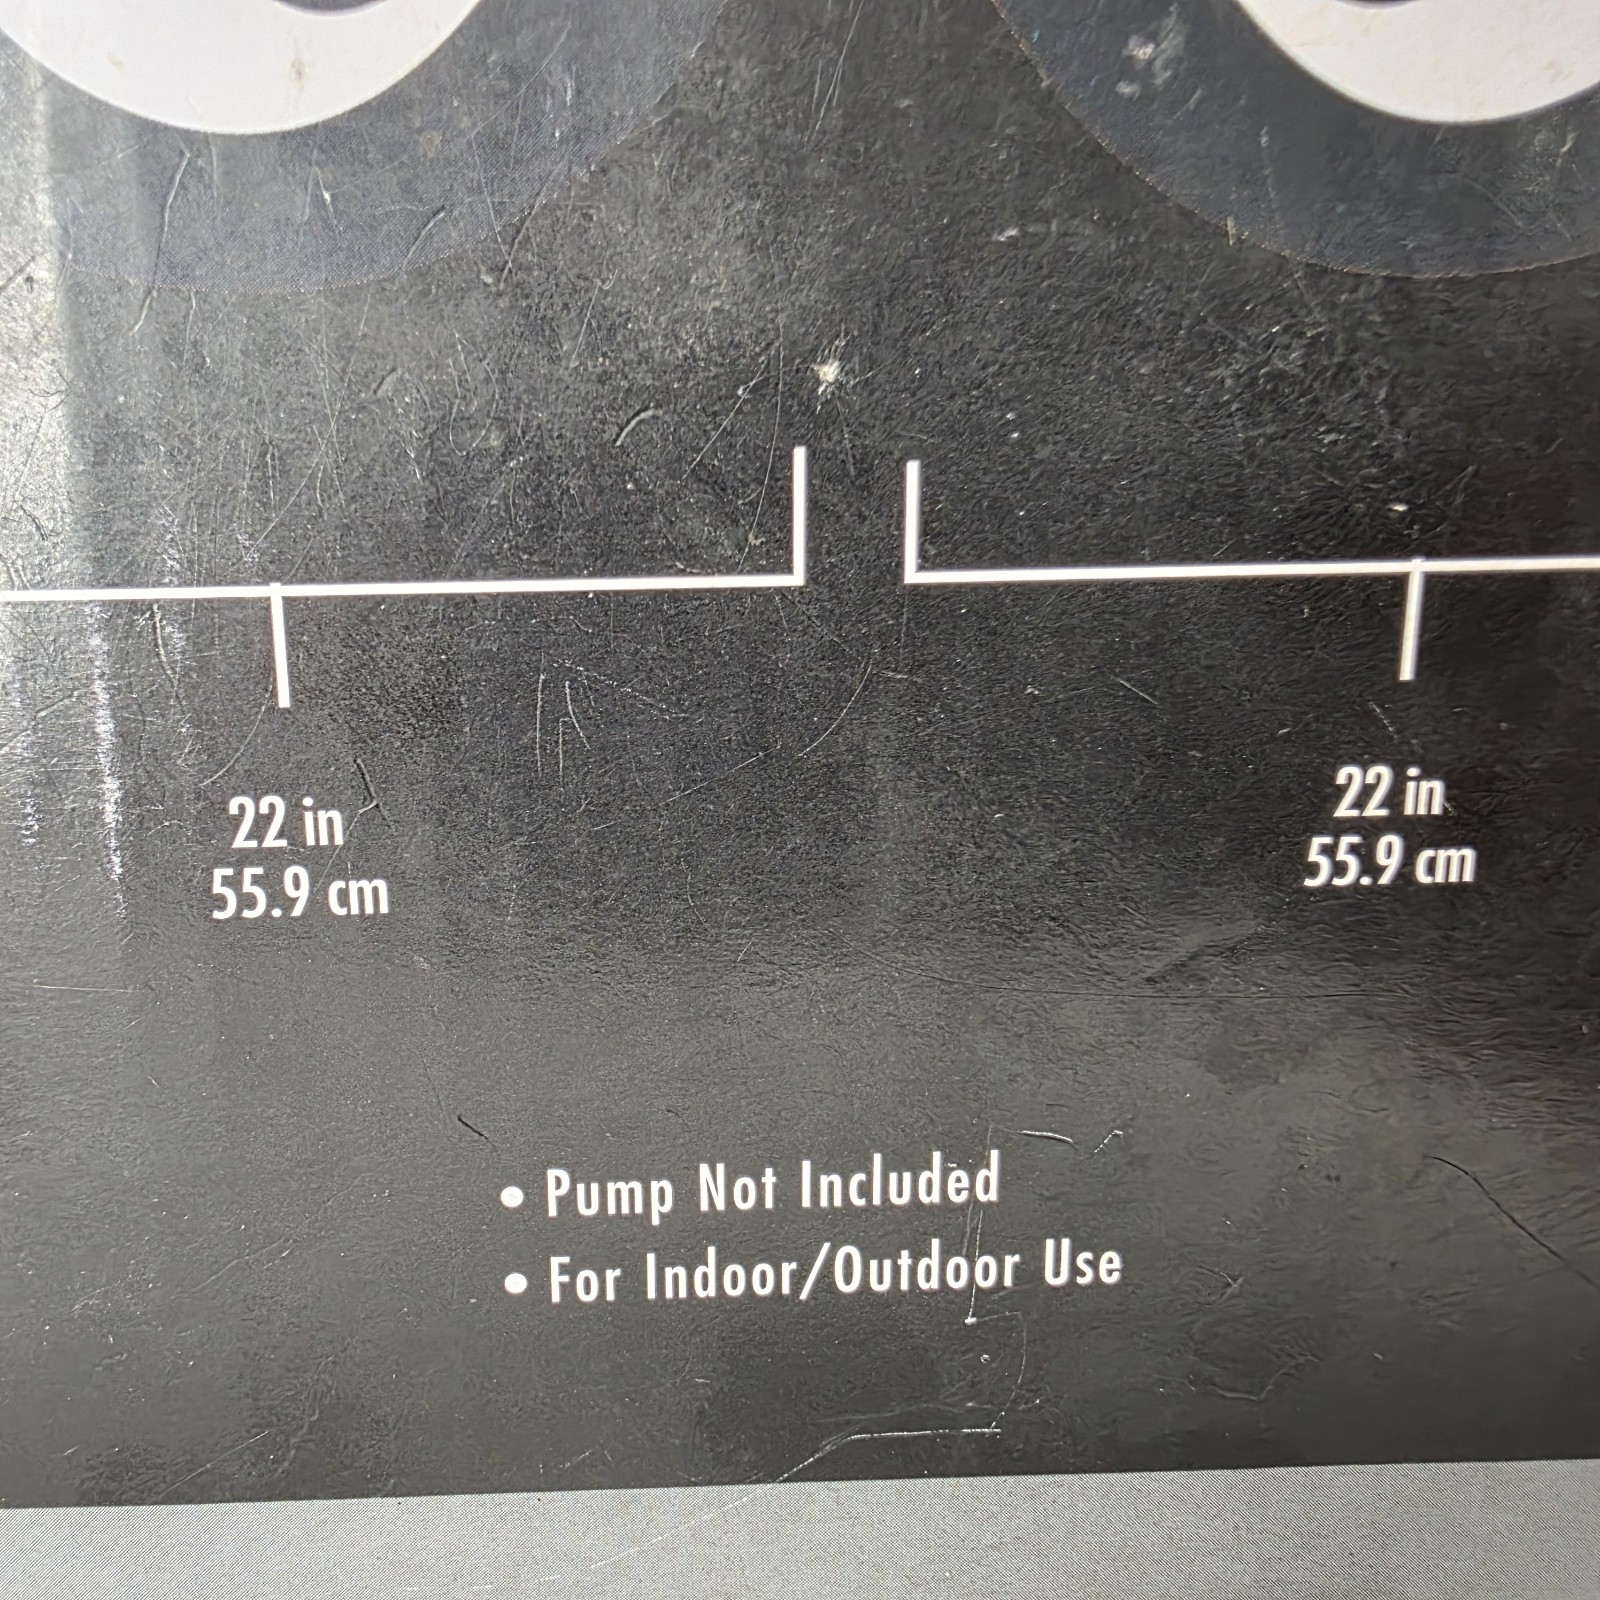 22 in
55.9 cm
22 in
55.9 cm
• Pump Not Included
• For Indoor/Outdoor Use